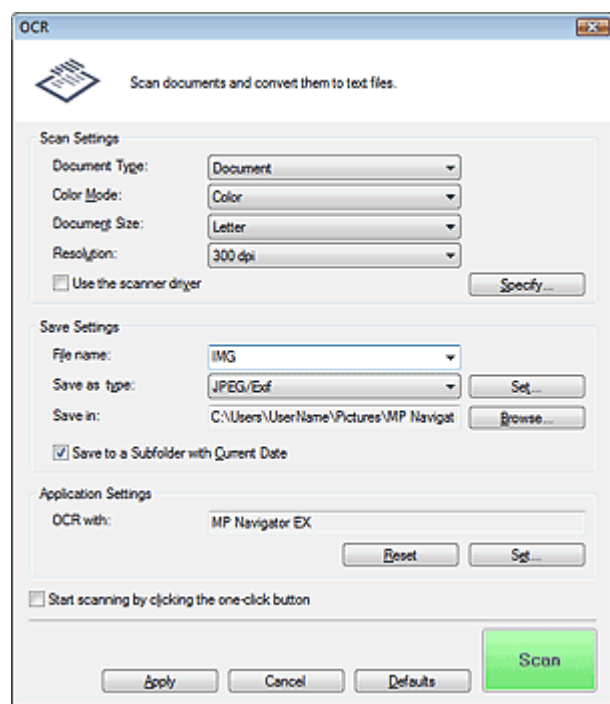 OCR
Scan documents and convert them to text files.
Scan Settings
Document Type: Document
Color Mode: Color
Document Size: Letter
Resolution: 300 dpi
Use the scanner driver Specify...
Save Settings
File name: IMG
Save as type: JPEG/Exif Set...
Save in: C:\Users\UserName\Pictures\MP Navigat Browse...
Save to a Subfolder with Current Date
Application Settings
OCR with: MP Navigator EX
Reset Set...
Start scanning by clicking the one-click button
Scan
Apply Cancel Defaults